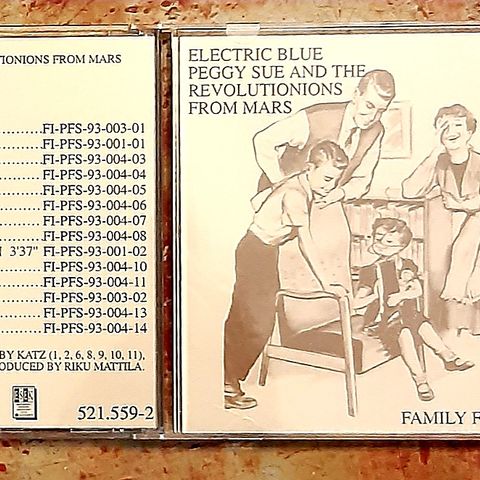 TIONIONS FROM MARS
FI-PFS-93-003-01
FI-PFS-93-001-01
FI-PFS-93-004-03
FI-PFS-93-004-04
FI-PFS-93-004-05
FI-PFS-93-004-06
FI-PFS-93-004-07
FI-PFS-93-004-08
3'37" FI-PFS-93-001-02
FI-PFS-93-004-10
FI-PFS-93-004-11
FI-PFS-93-003-02
FI-PFS-93-004-13
FI-PFS-93-004-14
BY KATZ (1, 2, 6, 8, 9, 10, 11),
ODUCED BY RIKU MATTILA.
521.559-2
ELECTRIC BLUE
PEGGY SUE AND THE
REVOLUTIONIONS
FROM MARS
FAMILY F